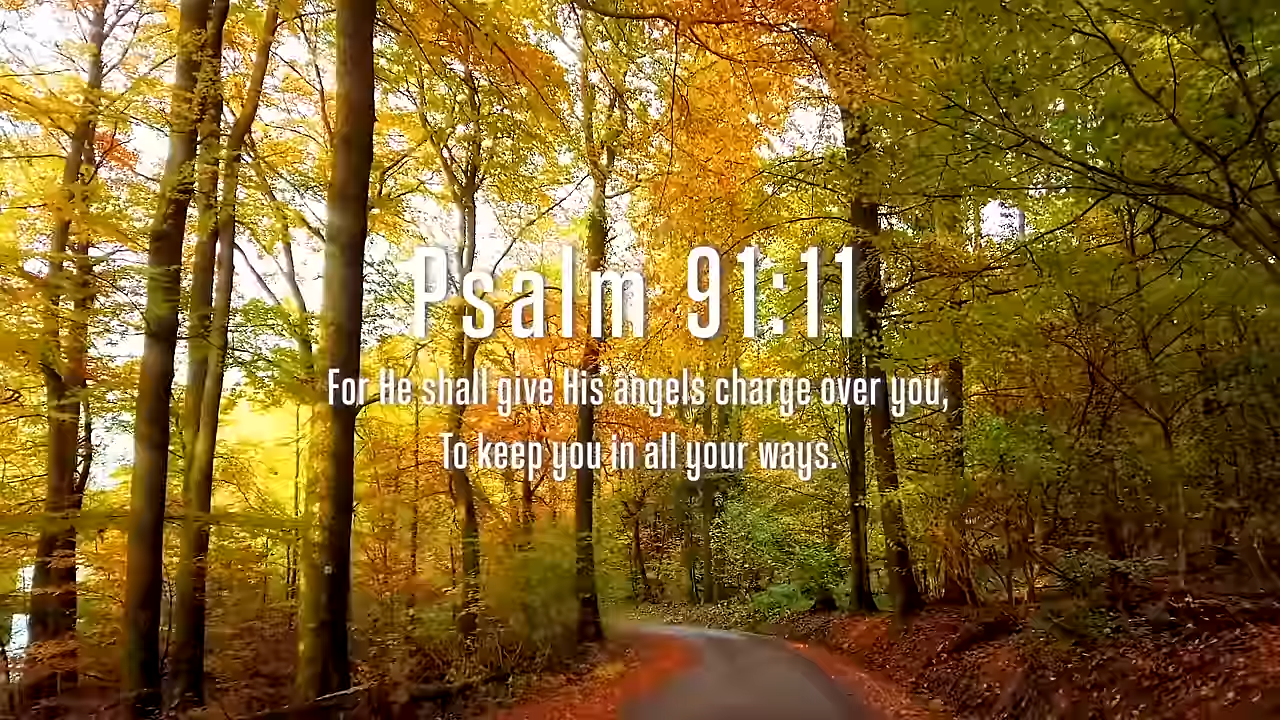 Psalm 91:11
For He shall give His angels charge over you,
To keep you in all your ways.